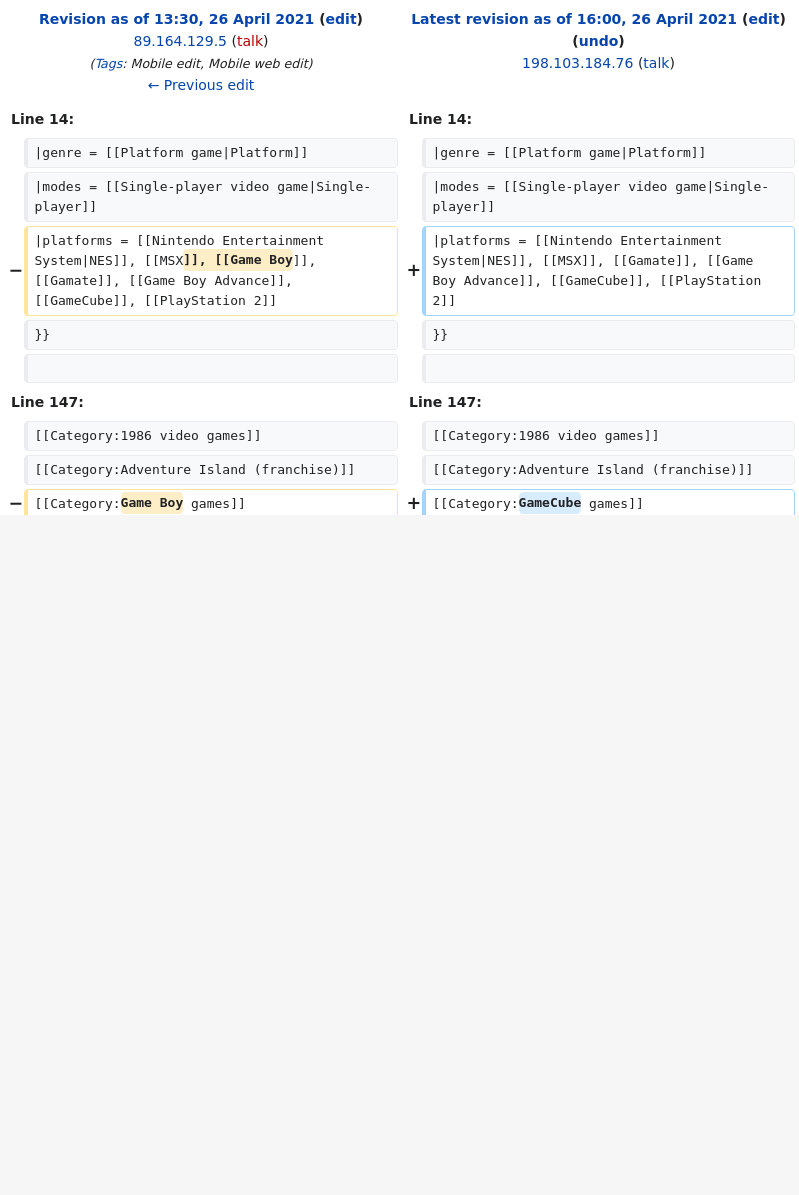 Revision as of 13:30, 26 April 2021 (edit)
89.164.129.5 (talk)
(Tags: Mobile edit, Mobile web edit)
← Previous edit
Latest revision as of 16:00, 26 April 2021 (edit)
(undo)
198.103.184.76 (talk)
Line 14:
Line 14:
|genre = [[Platform game|Platform]]
|genre = [[Platform game|Platform]]
|modes = [[Single-player video game|Single-
player]]
|modes = [[Single-player video game|Single-
player]]
−
|platforms = [[Nintendo Entertainment
System|NES]], [[MSX]], [[Game Boy]],
[[Gamate]], [[Game Boy Advance]],
[[GameCube]], [[PlayStation 2]]
+
|platforms = [[Nintendo Entertainment
System|NES]], [[MSX]], [[Gamate]], [[Game
Boy Advance]], [[GameCube]], [[PlayStation
2]]
}}
}}
Line 147:
Line 147:
[[Category:1986 video games]]
[[Category:1986 video games]]
[[Category:Adventure Island (franchise)]]
[[Category:Adventure Island (franchise)]]
− [[Category:Game Boy games]]
+ [[Category:GameCube games]]